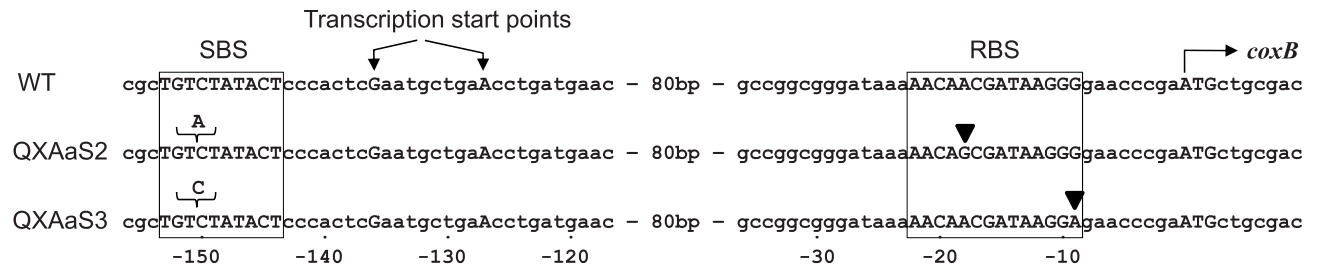 Transcription start points
SBS RBS coxB
WT cgcTGTCTATACTcccactcGaatgctgaAcctgatgaac – 80bp – gccggcgggataaaAACAACGATAAGGGgaacccgaATGctgcgac
A
QXAaS2 cgcTGTCTATACTcccactcGaatgctgaAcctgatgaac – 80bp – gccggcgggataaaAACAGCGATAAGGGgaacccgaATGctgcgac
C
QXAaS3 cgcTGTCTATACTcccactcGaatgctgaAcctgatgaac – 80bp – gccggcgggataaaAACAACGATAAGGAgaacccgaATGctgcgac
-150 -140 -130 -120 -30 -20 -10